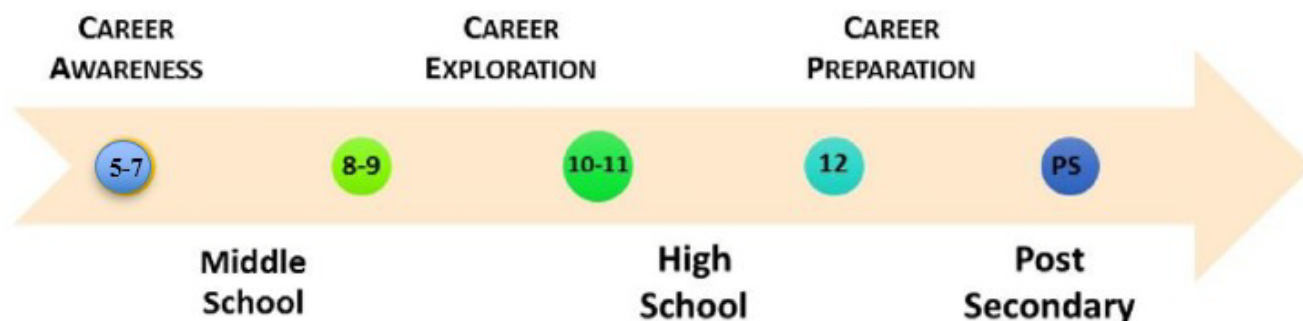 CAREER
AWARENESS
CAREER
EXPLORATION
CAREER
PREPARATION
5-7
8-9
10-11
12
PS
Middle
School
High
School
Post
Secondary